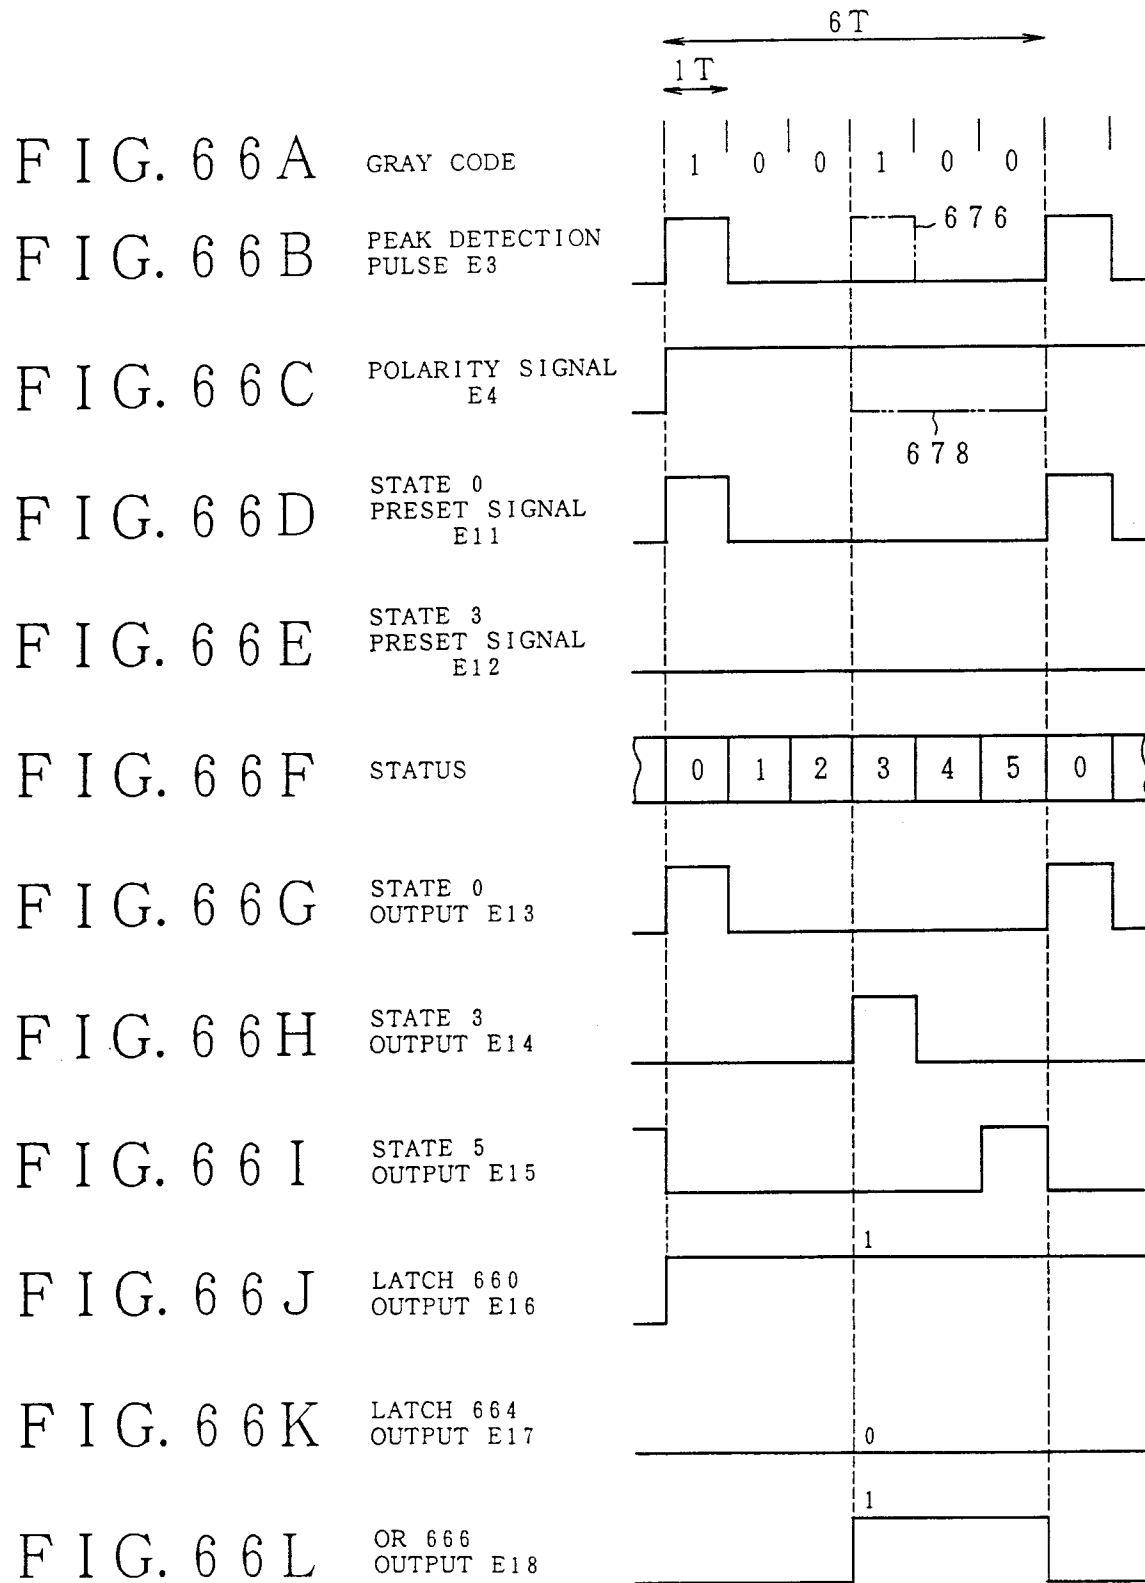 6T
1T
FIG. 66A GRAY CODE 1 0 0 1 0 0
FIG. 66B PEAK DETECTION
PULSE E3
676
FIG. 66C POLARITY SIGNAL
E4
678
FIG. 66D STATE 0
PRESET SIGNAL
E11
FIG. 66E STATE 3
PRESET SIGNAL
E12
FIG. 66F STATUS 0 1 2 3 4 5 0
FIG. 66G STATE 0
OUTPUT E13
FIG. 66H STATE 3
OUTPUT E14
FIG. 66I STATE 5
OUTPUT E15
1
FIG. 66J LATCH 660
OUTPUT E16
FIG. 66K LATCH 664
OUTPUT E17
0
1
FIG. 66L OR 666
OUTPUT E18